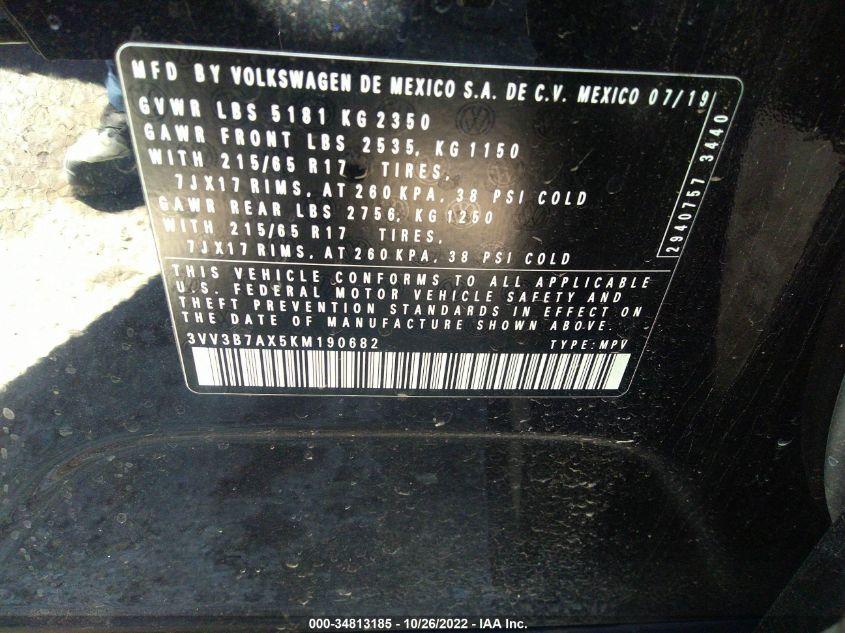 MFD BY VOLKSWAGEN DE MEXICO S.A. DE C.V. MEXICO 07/19
GVWR LBS 5181 KG 2350
GAWR FRONT LBS 2535, KG 1150
WITH 215/65 R17 TIRES,
7JX17 RIMS, AT 260 KPA, 38 PSI COLD
GAWR REAR LBS 2756, KG 1250
WITH 215/65 R17 TIRES,
7JX17 RIMS, AT 260 KPA, 38 PSI COLD
2940757 3440
THIS VEHICLE CONFORMS TO ALL APPLICABLE
U.S. FEDERAL MOTOR VEHICLE SAFETY AND
THEFT PREVENTION STANDARDS IN EFFECT ON
THE DATE OF MANUFACTURE SHOWN ABOVE.
3VV3B7AX5KM190682 TYPE: MPV
000-34813185 - 10/26/2022 - IAA Inc.